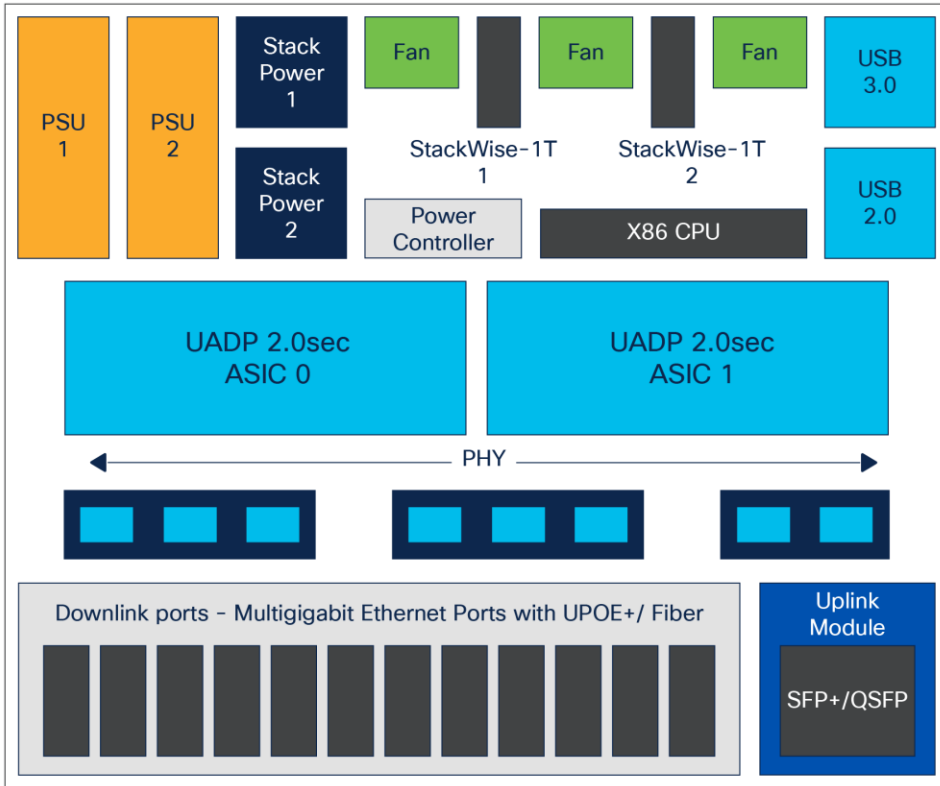 PSU
1
PSU
2
Stack
Power
1
Stack
Power
2
Fan
Fan
Fan
StackWise-1T
1
StackWise-1T
2
USB
3.0
USB
2.0
Power
Controller
X86 CPU
UADP 2.0sec
ASIC 0
UADP 2.0sec
ASIC 1
PHY
Downlink ports - Multigigabit Ethernet Ports with UPOE+/ Fiber
Uplink
Module
SFP+/QSFP